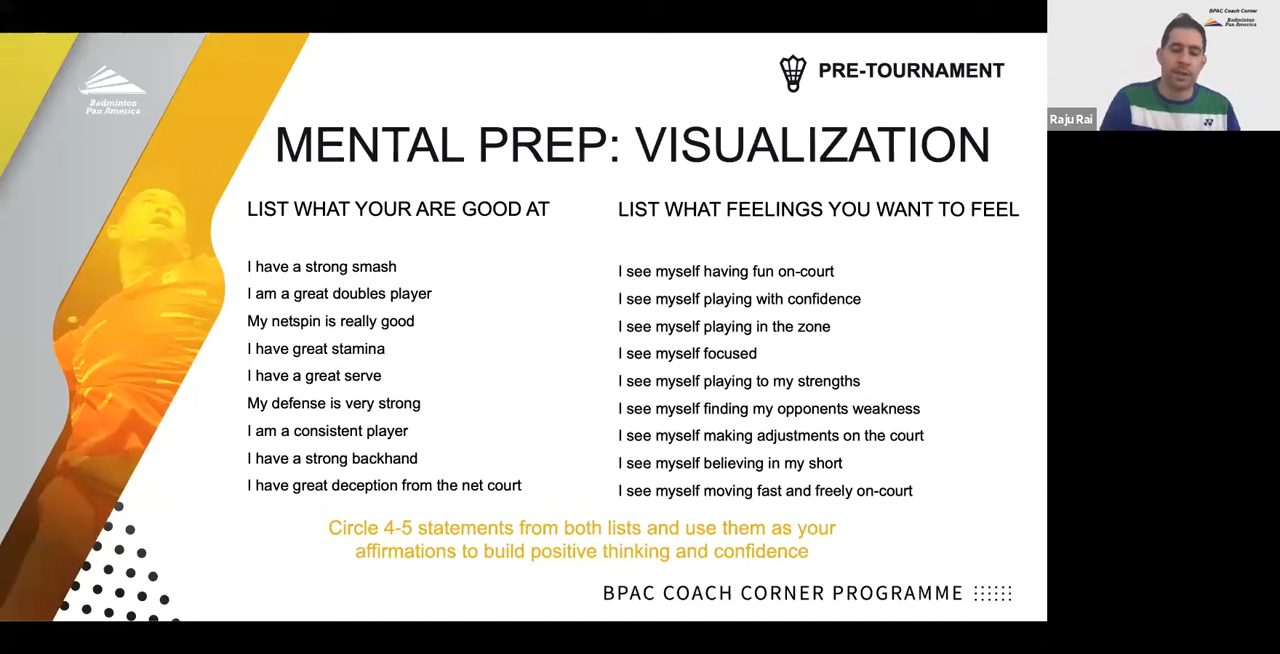 Badminton
Pan America
PRE-TOURNAMENT
MENTAL PREP: VISUALIZATION
LIST WHAT YOUR ARE GOOD AT
I have a strong smash
I am a great doubles player
My netspin is really good
I have great stamina
I have a great serve
My defense is very strong
I am a consistent player
I have a strong backhand
I have great deception from the net court
LIST WHAT FEELINGS YOU WANT TO FEEL
I see myself having fun on-court
I see myself playing with confidence
I see myself playing in the zone
I see myself focused
I see myself playing to my strengths
I see myself finding my opponents weakness
I see myself making adjustments on the court
I see myself believing in my short
I see myself moving fast and freely on-court
Circle 4-5 statements from both lists and use them as your
affirmations to build positive thinking and confidence
BPAC COACH CORNER PROGRAMME
BPAC Coach Corner
Badminton
Pan America
Raju Rai